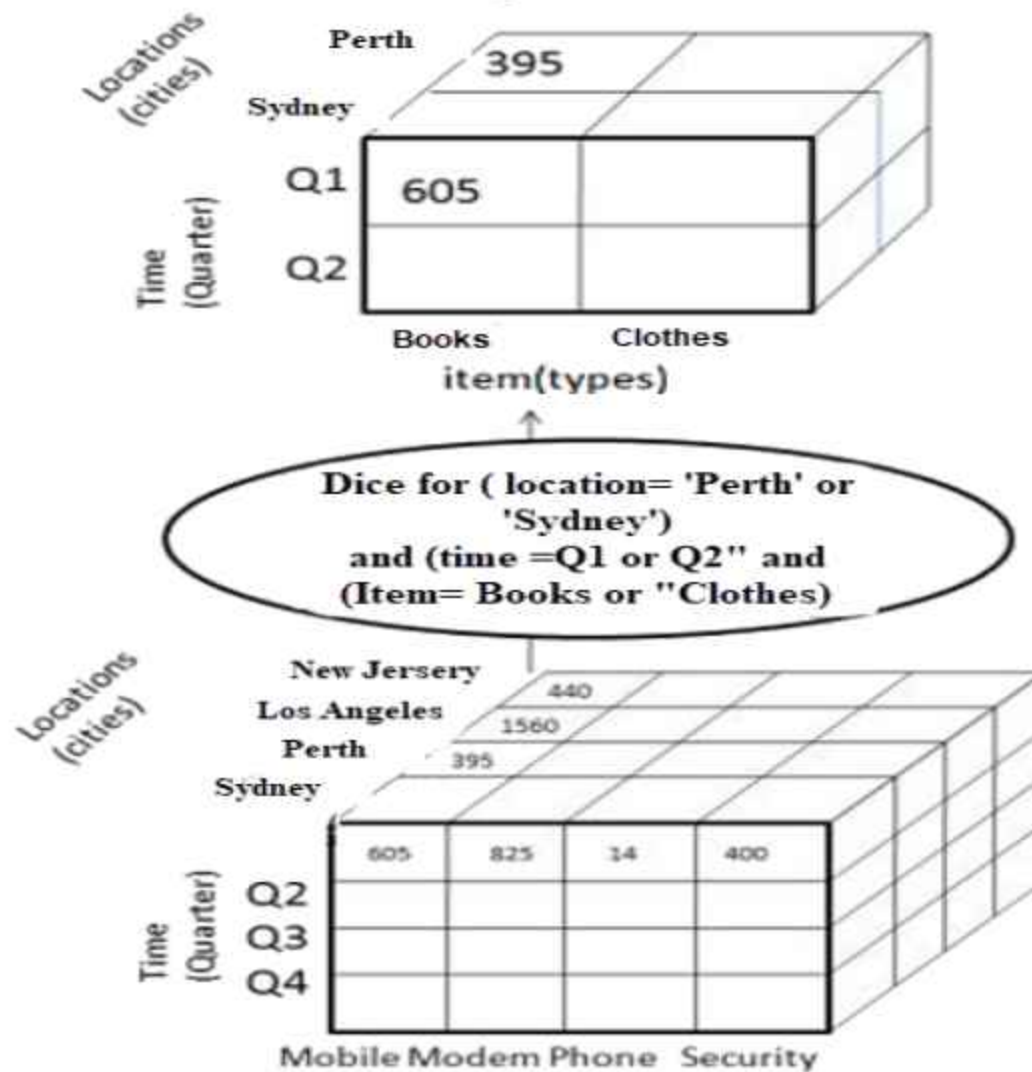 Locations
(cities)
Perth
395
Sydney
Q1
605
Q2
Time
(Quarter)
Books Clothes
item(types)
Dice for ( location= 'Perth' or
'Sydney')
and (time =Q1 or Q2" and
(Item= Books or "Clothes)
Locations
(cities)
New Jersery
440
Los Angeles
1560
Perth
395
Sydney
605 825 14 400
Q2
Q3
Q4
Time
(Quarter)
Mobile Modem Phone Security